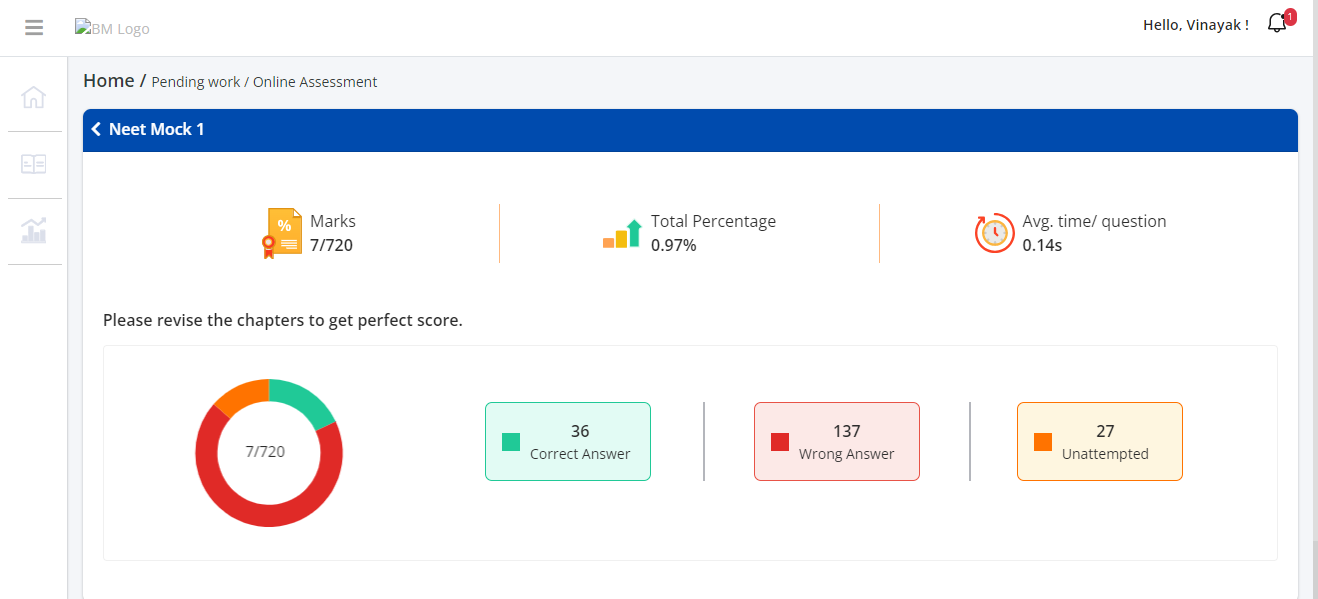 BM Logo
Hello, Vinayak !
1
Home / Pending work / Online Assessment
Neet Mock 1
%
Marks
7/720
Total Percentage
0.97%
Avg. time/ question
0.14s
Please revise the chapters to get perfect score.
7/720
36
Correct Answer
137
Wrong Answer
27
Unattempted